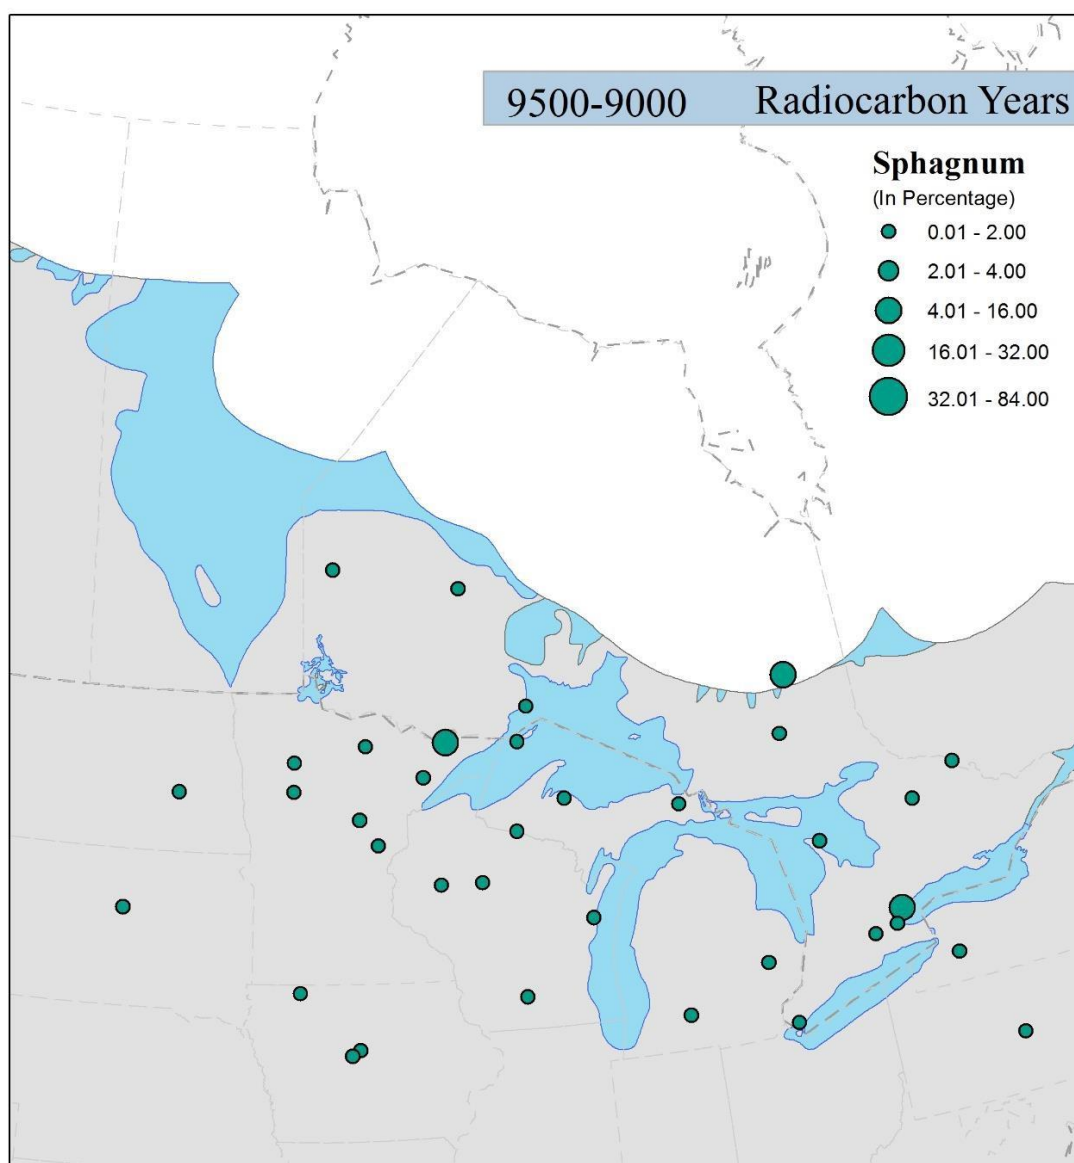 9500-9000 Radiocarbon Years
Sphagnum
(In Percentage)
0.01 - 2.00
2.01 - 4.00
4.01 - 16.00
16.01 - 32.00
32.01 - 84.00